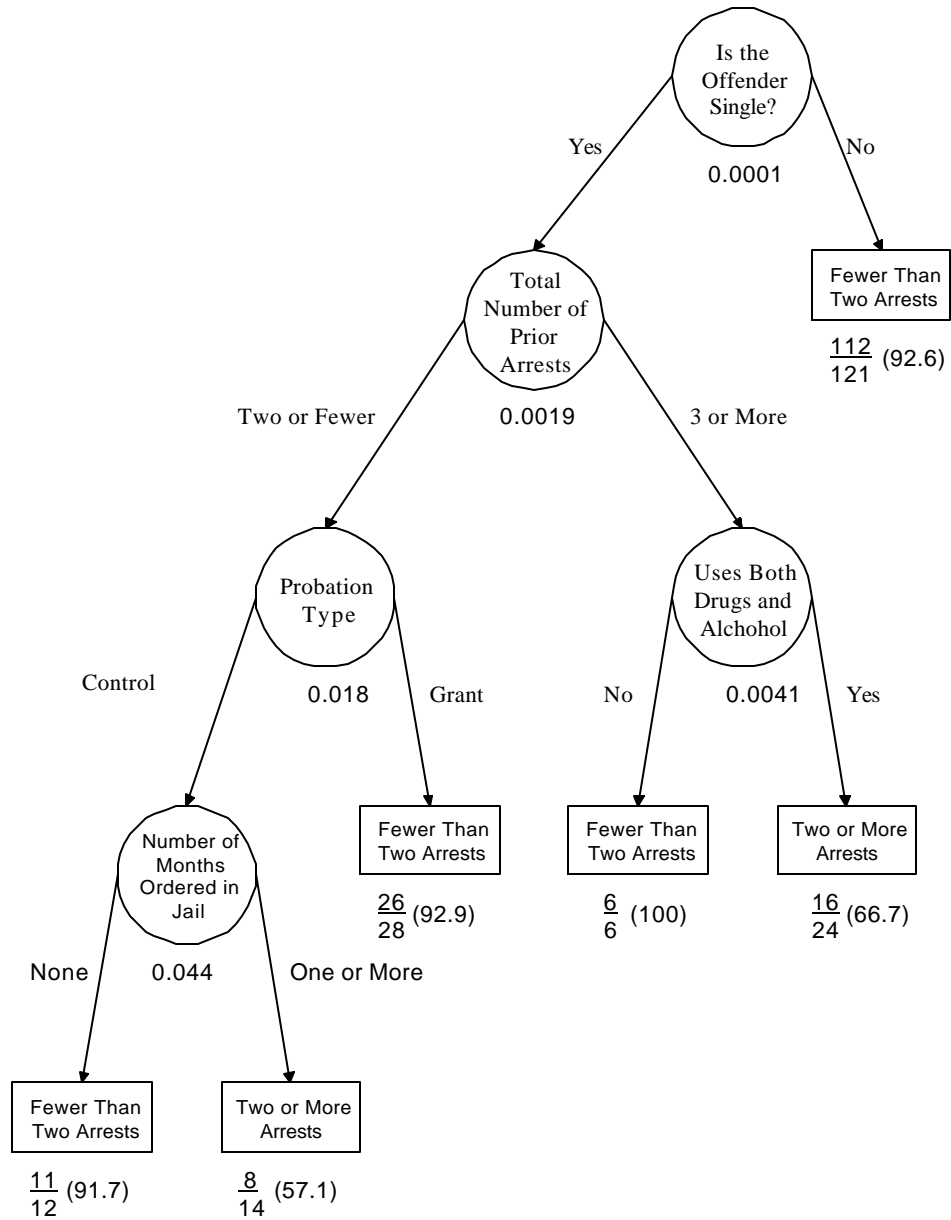 Is the
Offender
Single?
Yes
No
0.0001
Total
Number of
Prior
Arrests
Fewer Than
Two Arrests
112
121
(92.6)
Two or Fewer
0.0019
3 or More
Probation
Type
Uses Both
Drugs and
Alchohol
Control
0.018
Grant
No
0.0041
Yes
Number of
Months
Ordered in
Jail
Fewer Than
Two Arrests
Fewer Than
Two Arrests
Two or More
Arrests
26
28
(92.9)
6
6
(100)
16
24
(66.7)
None
0.044
One or More
Fewer Than
Two Arrests
Two or More
Arrests
11
12
(91.7)
8
14
(57.1)